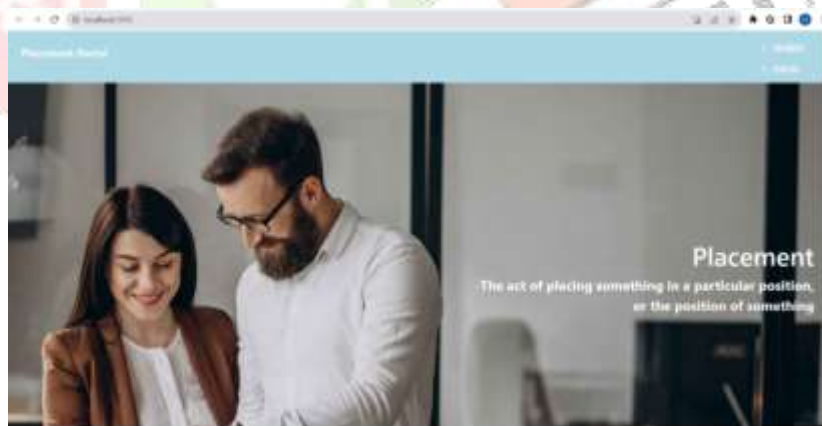 Placement Portal
Placement
The act of placing something in a particular position,
or the position of something